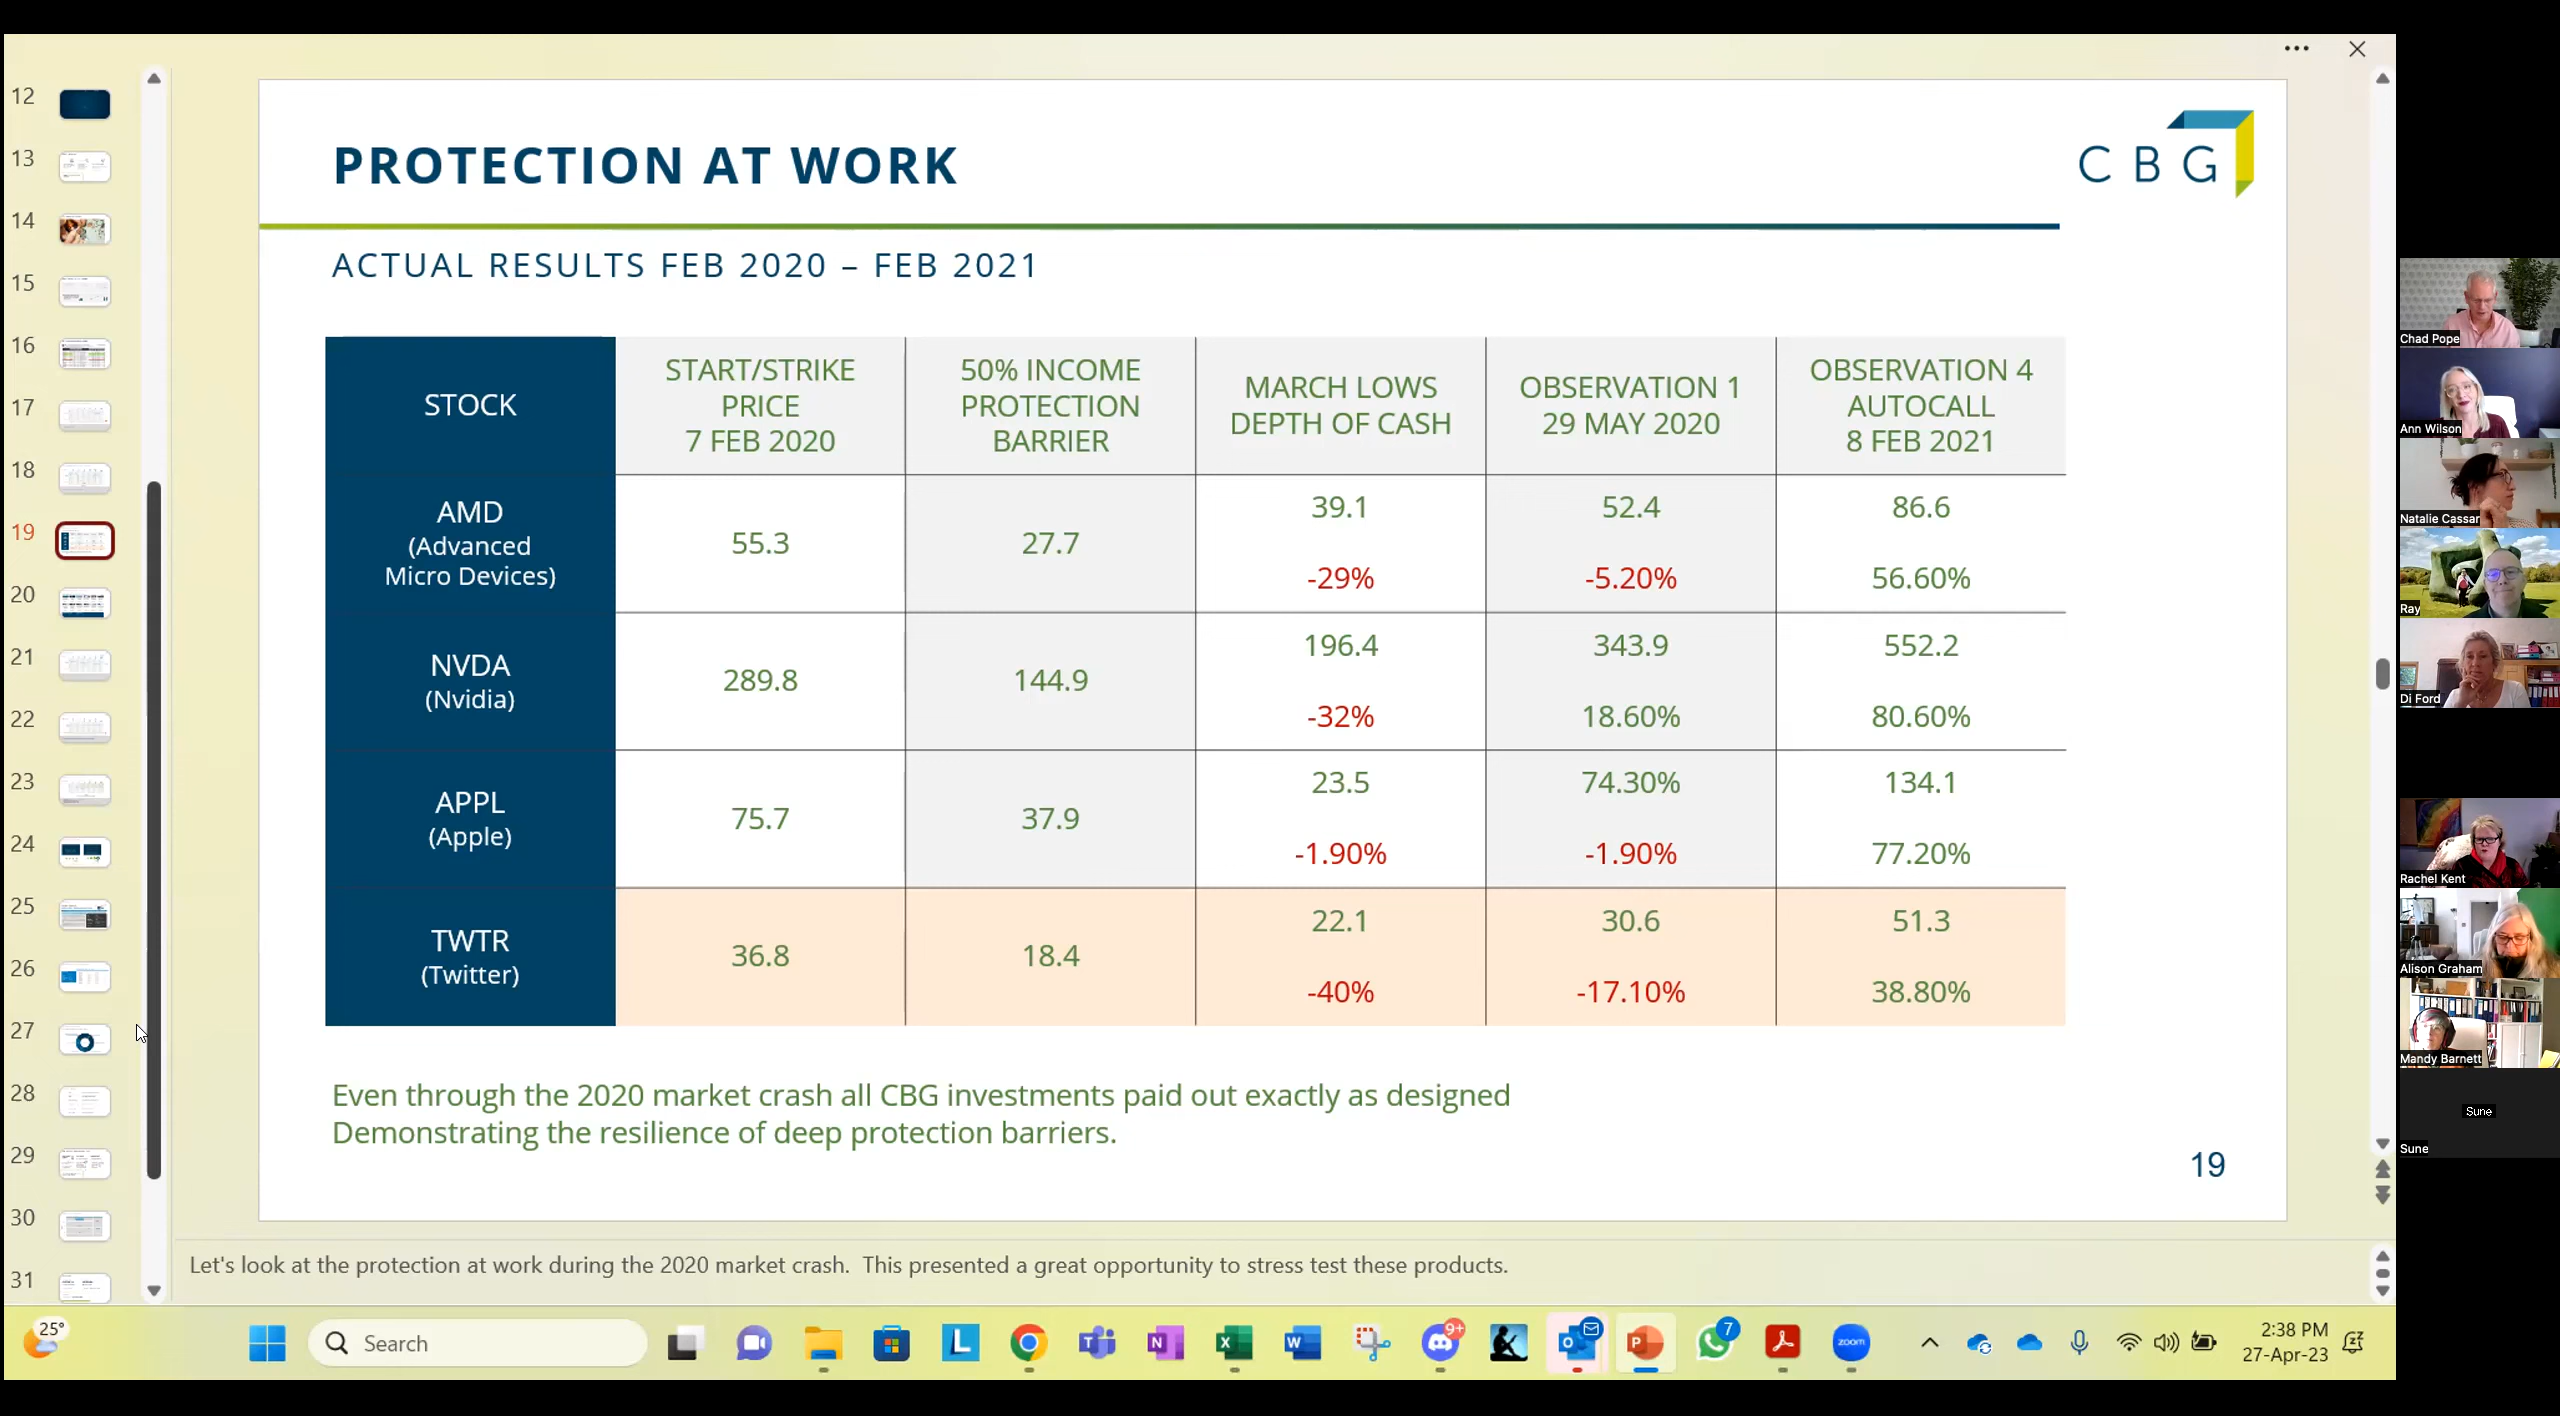 12
13
14
15
16
17
18
19
20
21
22
23
24
25
26
27
28
29
30
31
PROTECTION AT WORK
CBG
ACTUAL RESULTS FEB 2020 – FEB 2021
STOCK
START/STRIKE
PRICE
7 FEB 2020
50% INCOME
PROTECTION
BARRIER
MARCH LOWS
DEPTH OF CASH
OBSERVATION 1
29 MAY 2020
OBSERVATION 4
AUTOCALL
8 FEB 2021
AMD
(Advanced
Micro Devices)
55.3
27.7
39.1
-29%
52.4
-5.20%
86.6
56.60%
NVDA
(Nvidia)
289.8
144.9
196.4
-32%
343.9
18.60%
552.2
80.60%
APPL
(Apple)
75.7
37.9
23.5
-1.90%
74.30%
-1.90%
134.1
77.20%
TWTR
(Twitter)
36.8
18.4
22.1
-40%
30.6
-17.10%
51.3
38.80%
Even through the 2020 market crash all CBG investments paid out exactly as designed
Demonstrating the resilience of deep protection barriers.
19
Let's look at the protection at work during the 2020 market crash. This presented a great opportunity to stress test these products.
Chad Pope
Ann Wilson
Natalie Cassar
Ray
Di Ford
Rachel Kent
Alison Graham
Mandy Barnett
Sune
Sune
25°
Search
9+
7
zoom
2:38 PM
27-Apr-23